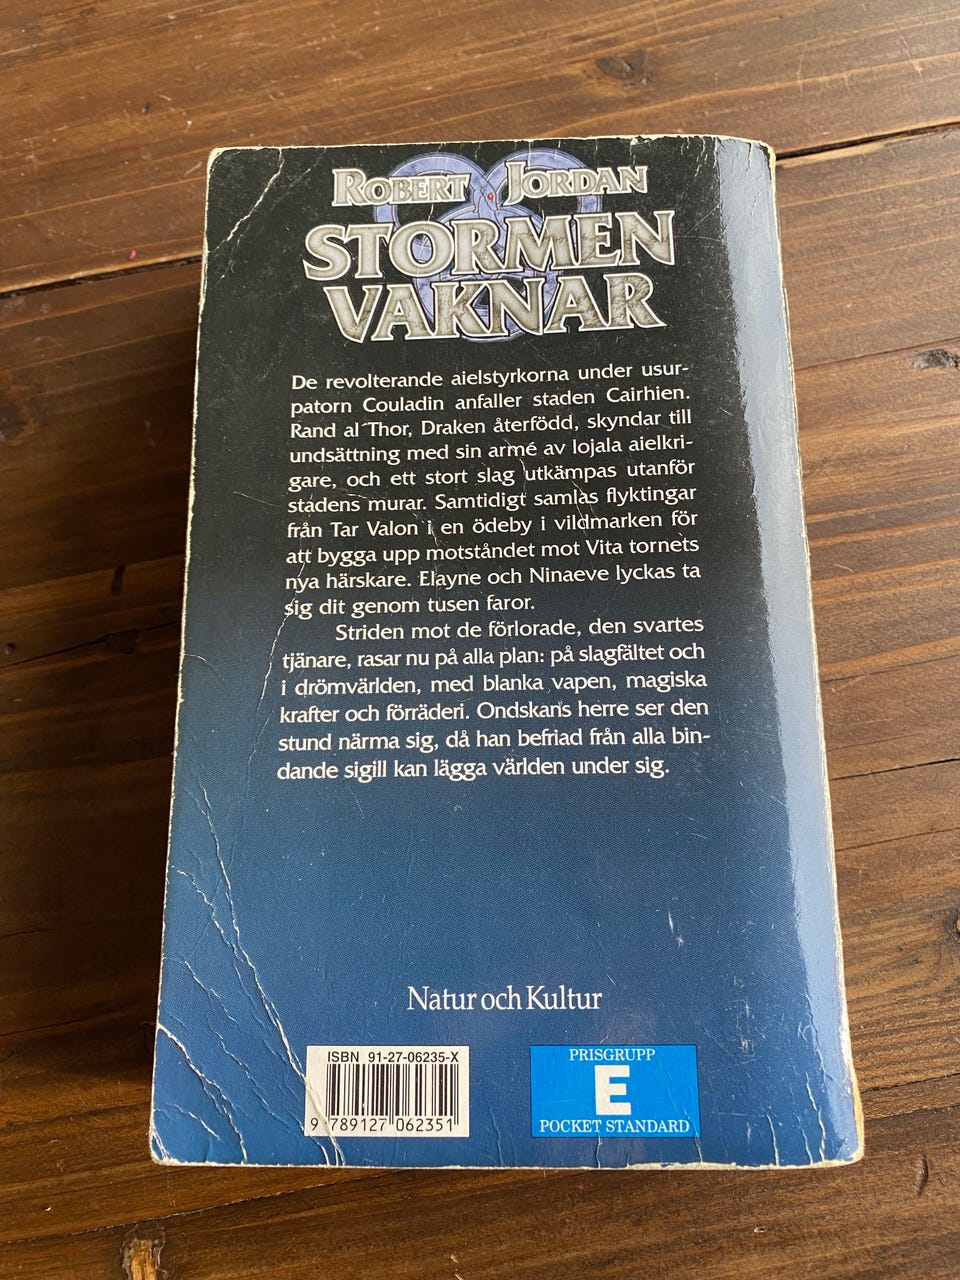 ROBERT JORDAN
STORMEN
VAKNAR
De revolterande aielstyrkorna under usur-
patorn Couladin anfaller staden Cairhien.
Rand al´Thor, Draken återfödd, skyndar till
undsättning med sin armé av lojala aielkri-
gare, och ett stort slag utkämpas utanför
stadens murar. Samtidigt samlas flyktingar
från Tar Valon i en ödeby i vildmarken för
att bygga upp motståndet mot Vita tornets
nya härskare. Elayne och Ninaeve lyckas ta
sig dit genom tusen faror.
Striden mot de förlorade, den svartes
tjänare, rasar nu på alla plan: på slagfältet och
i drömvärlden, med blanka vapen, magiska
krafter och förräderi. Ondskans herre ser den
stund närma sig, då han befriad från alla bin-
dande sigill kan lägga världen under sig.
Natur och Kultur
ISBN 91-27-06235-X
9 789127 062351
PRISGRUPP
E
POCKET STANDARD